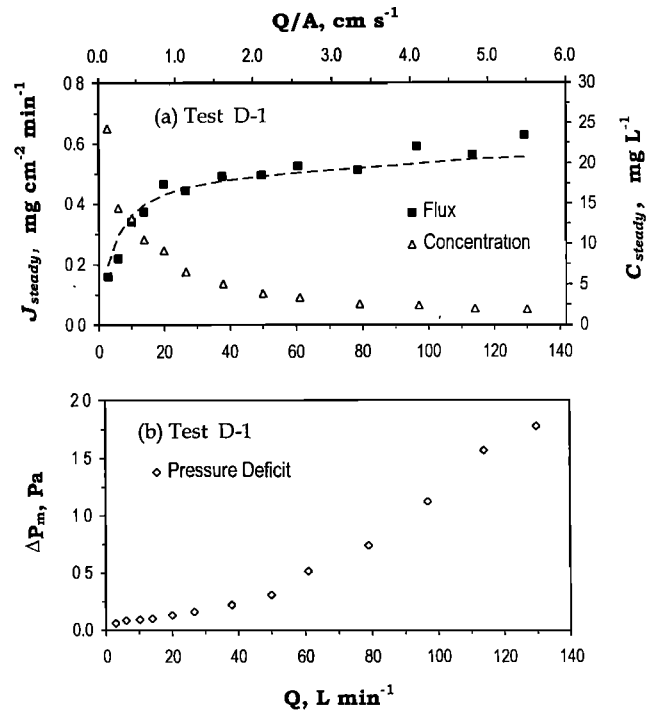 Q/A, cm s-1
0.0 1.0 2.0 3.0 4.0 5.0 6.0
0.8 30
(a) Test D-1
25
0.6
20
0.4 15
Flux
10
Concentration
0.2
5
0.0 0
0 20 40 60 80 100 120 140
J steady, mg cm-2 min-1
C steady, mg L-1
2 0
(b) Test D-1
Pressure Deficit
1 5
1 0
0 5
0.0
0 20 40 60 80 100 120 140
ΔPm, Pa
Q, L min-1